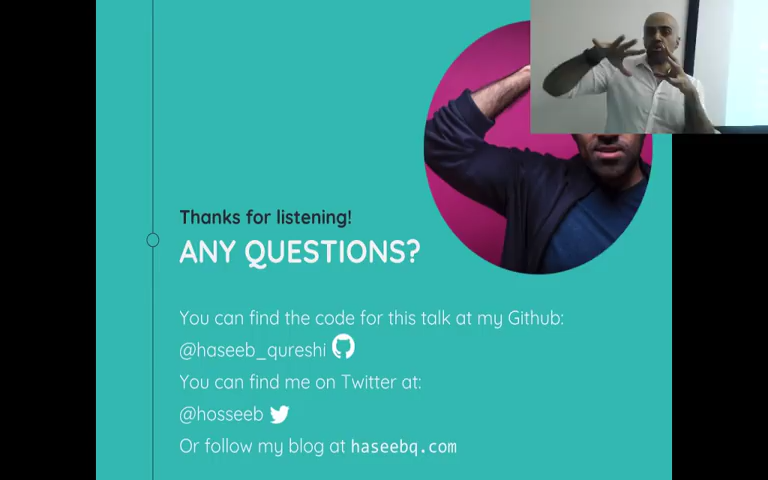 Thanks for listening!
ANY QUESTIONS?
You can find the code for this talk at my Github:
@haseeb_qureshi
You can find me on Twitter at:
@hosseeb
Or follow my blog at haseebq.com